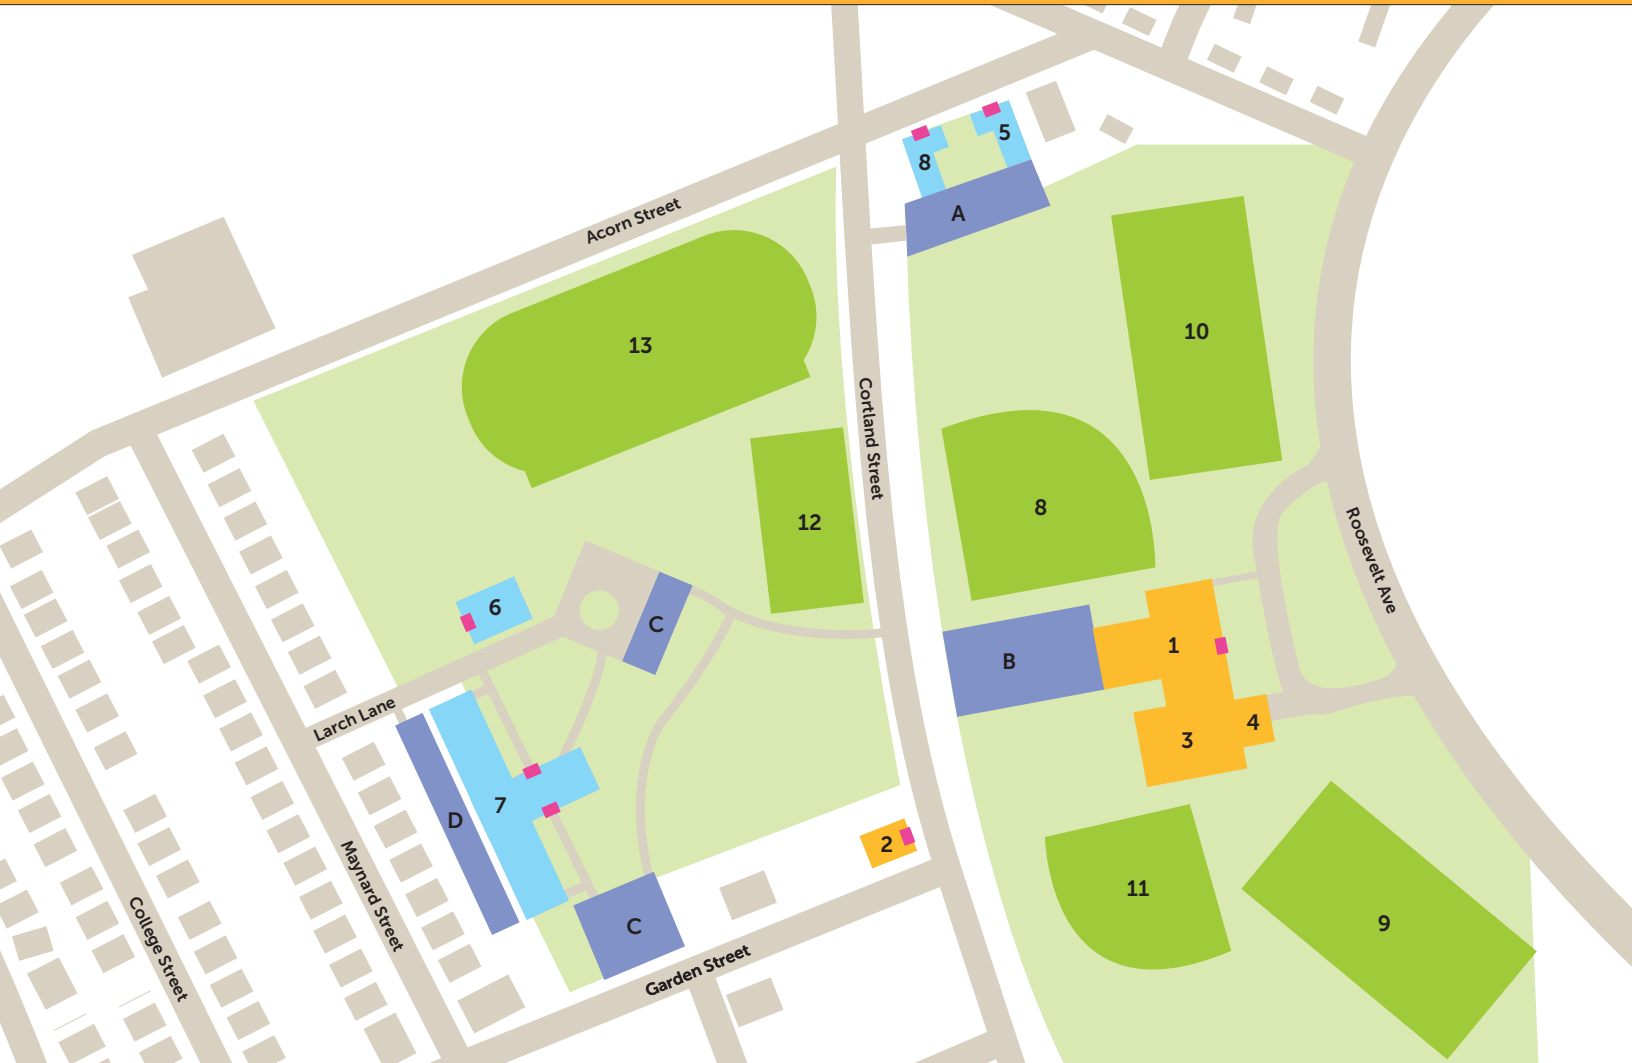 5
8
A
Acorn Street
10
13
Cortland Street
8
12
Roosevelt Ave
6
C
1
B
Larch Lane
4
3
7
D
2
Maynard Street
11
9
C
College Street
Garden Street